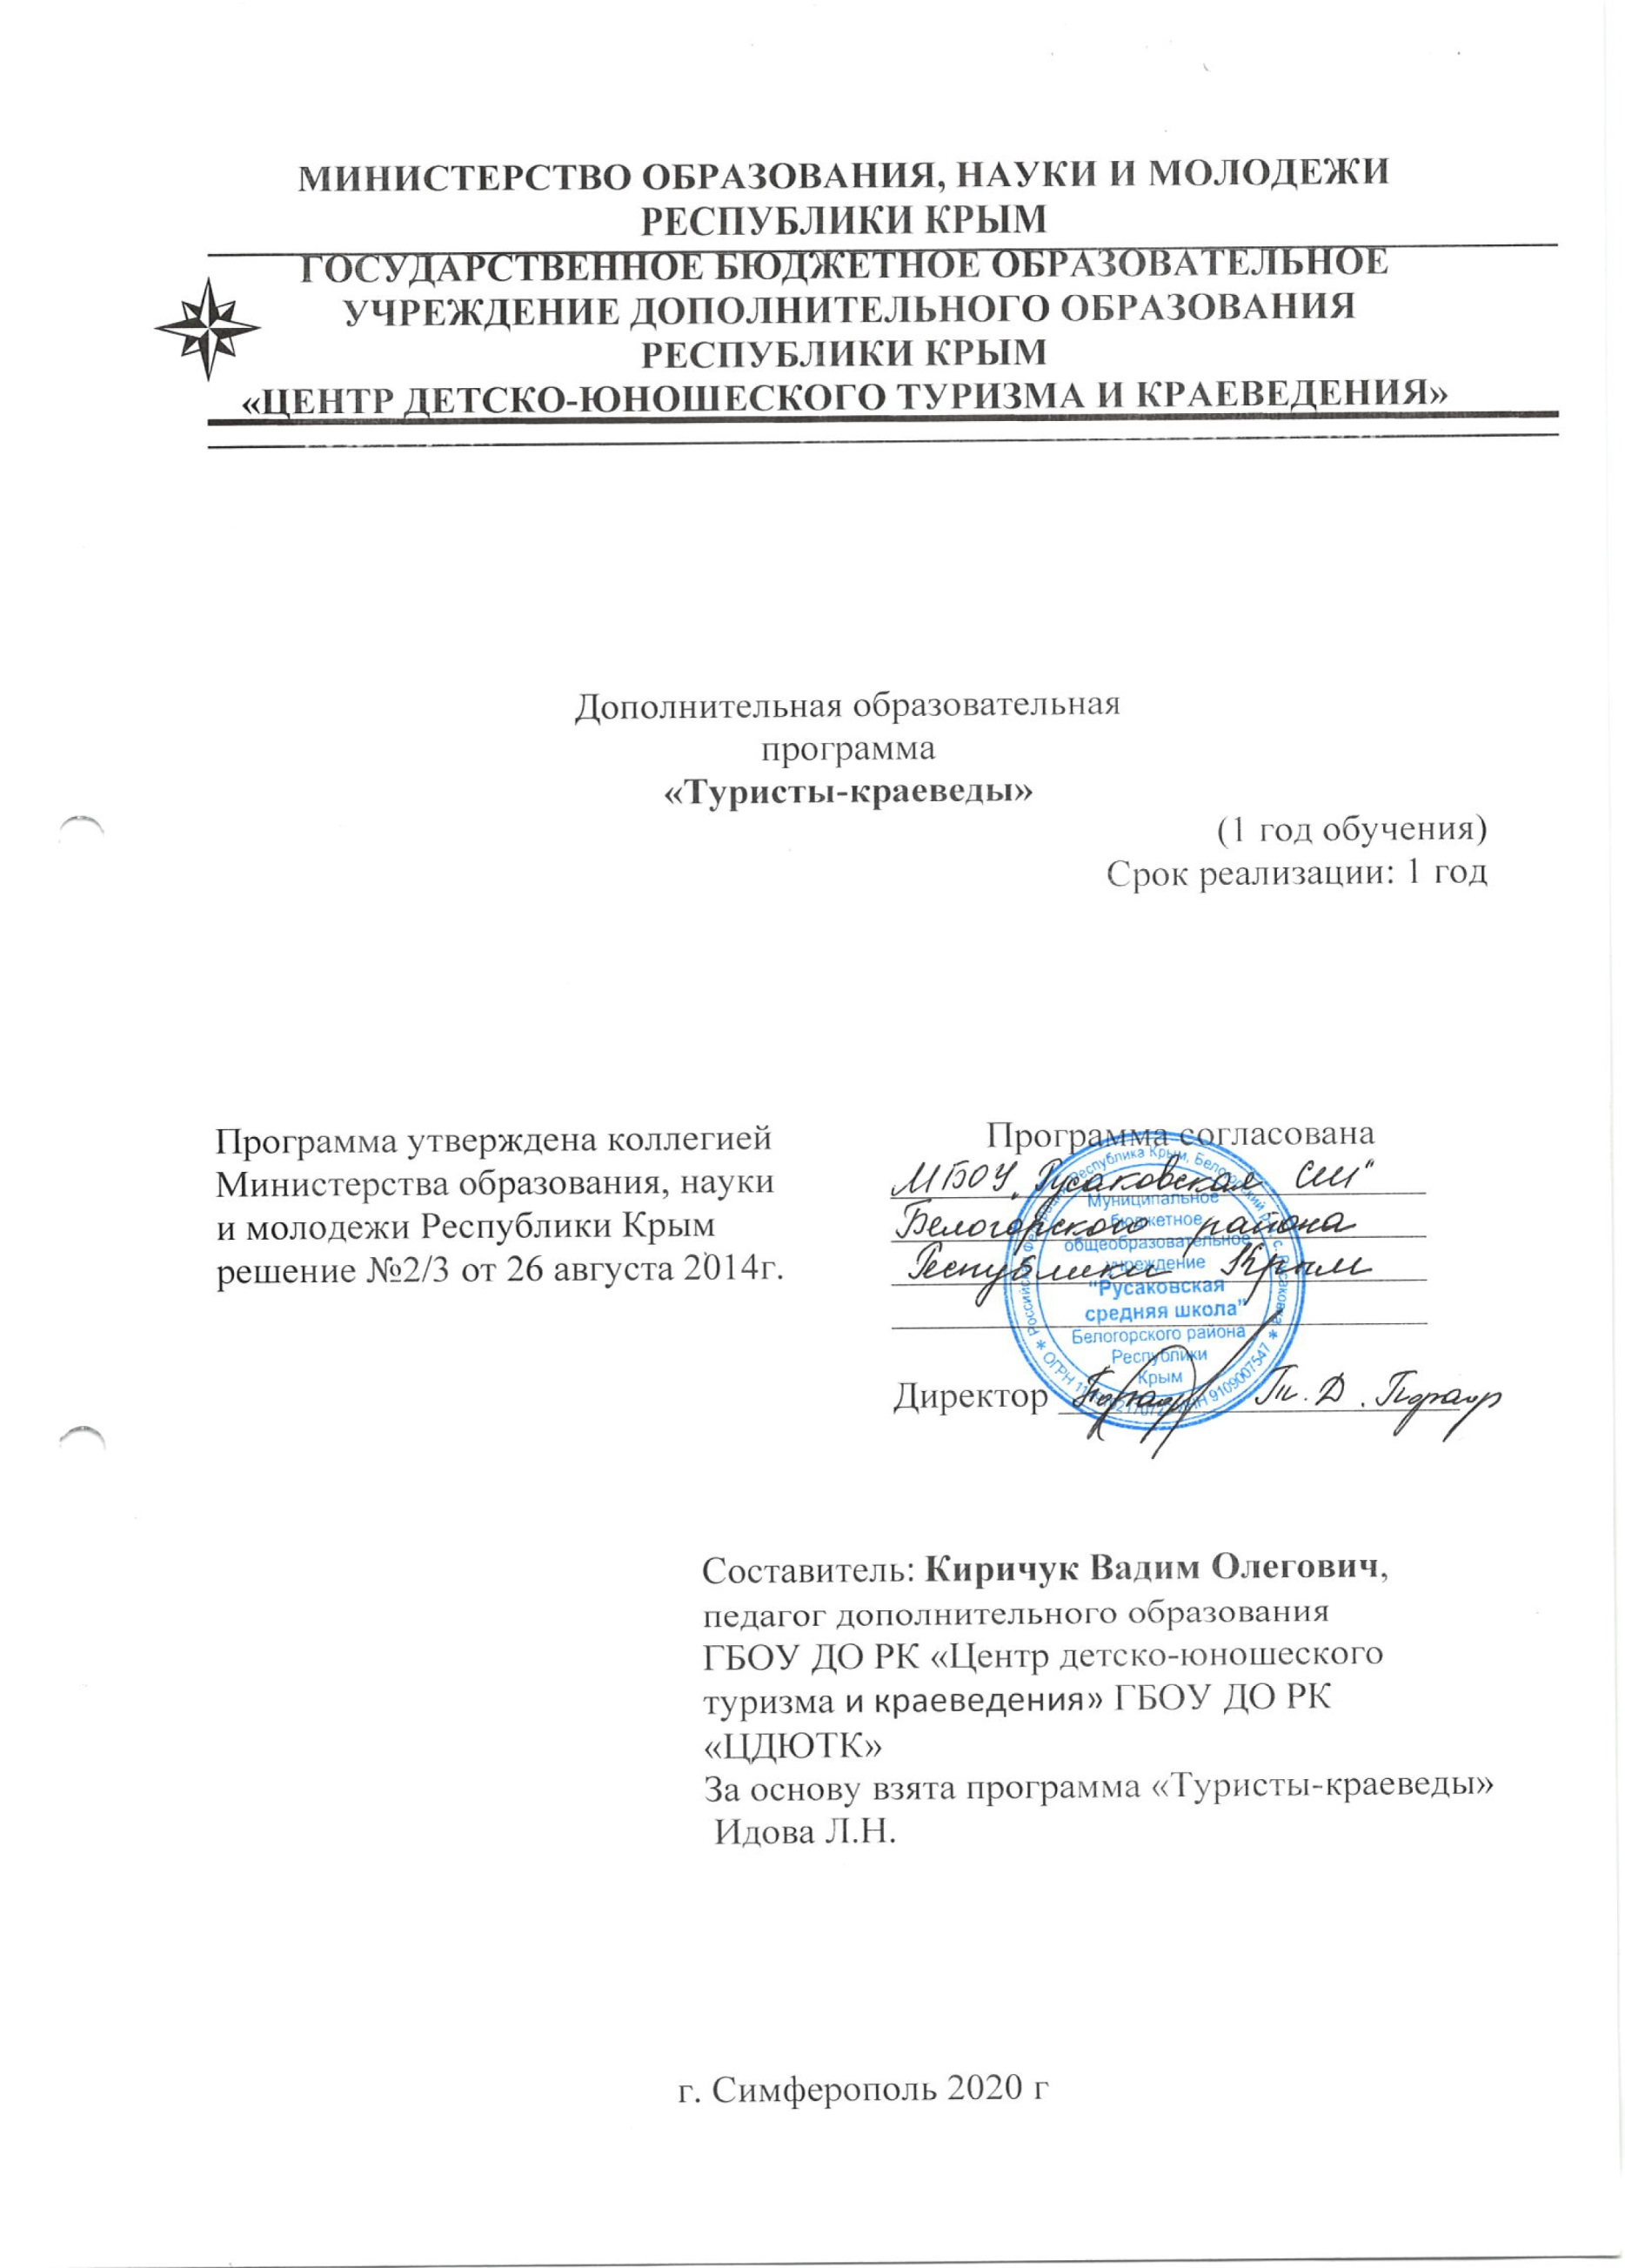 МИНИСТЕРСТВО ОБРАЗОВАНИЯ, НАУКИ И МОЛОДЕЖИ
РЕСПУБЛИКИ КРЫМ
ГОСУДАРСТВЕННОЕ БЮДЖЕТНОЕ ОБРАЗОВАТЕЛЬНОЕ
УЧРЕЖДЕНИЕ ДОПОЛНИТЕЛЬНОГО ОБРАЗОВАНИЯ
РЕСПУБЛИКИ КРЫМ
«ЦЕНТР ДЕТСКО-ЮНОШЕСКОГО ТУРИЗМА И КРАЕВЕДЕНИЯ»
Дополнительная образовательная
программа
«Туристы-краеведы»
(1 год обучения)
Срок реализации: 1 год
Программа утверждена коллегией
Министерства образования, науки
и молодежи Республики Крым
решение №2/3 от 26 августа 2014г.
Программа согласована
МБОУ „Русаковская СШ"
Белогорского района
Республики Крым
Директор
Республика Крым, Белогорский
ИНН 9109007547
Муниципальное
бюджетное
общеобразовательное
учреждение
"Русаковская
средняя школа"
Белогорского района
Республики
Крым
Составитель: Киричук Вадим Олегович,
педагог дополнительного образования
ГБОУ ДО РК «Центр детско-юношеского
туризма и краеведения» ГБОУ ДО РК
«ЦДЮТК»
За основу взята программа «Туристы-краеведы»
Идова Л.Н.
г. Симферополь 2020 г